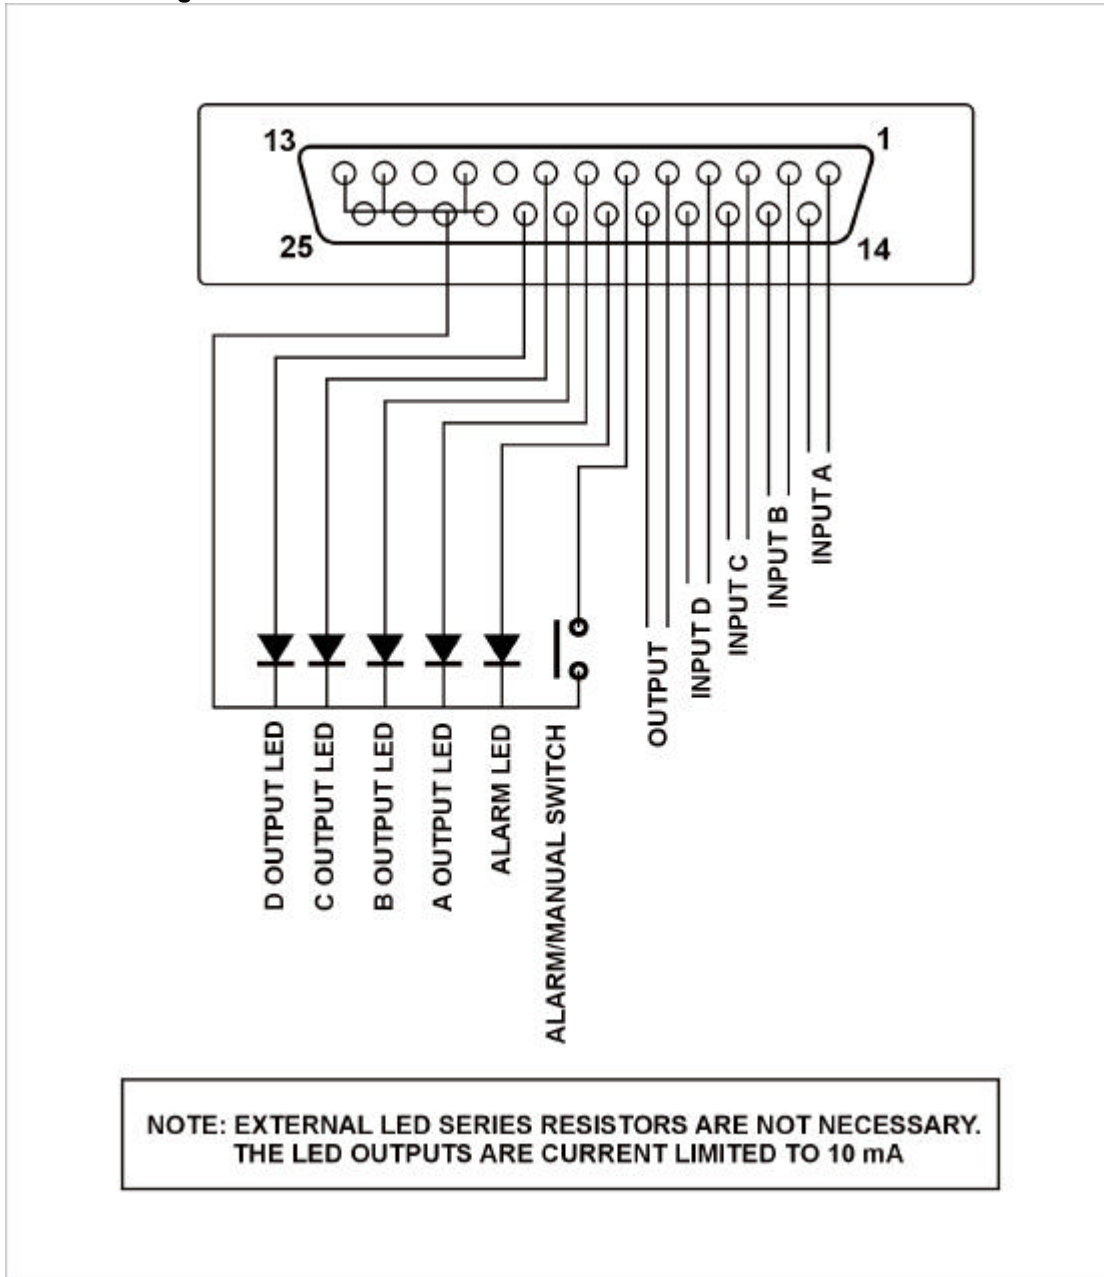 13
1
25
14
INPUT A
INPUT B
INPUT C
INPUT D
OUTPUT
D OUTPUT LED
C OUTPUT LED
B OUTPUT LED
A OUTPUT LED
ALARM LED
ALARM/MANUAL SWITCH
NOTE: EXTERNAL LED SERIES RESISTORS ARE NOT NECESSARY.
THE LED OUTPUTS ARE CURRENT LIMITED TO 10 mA